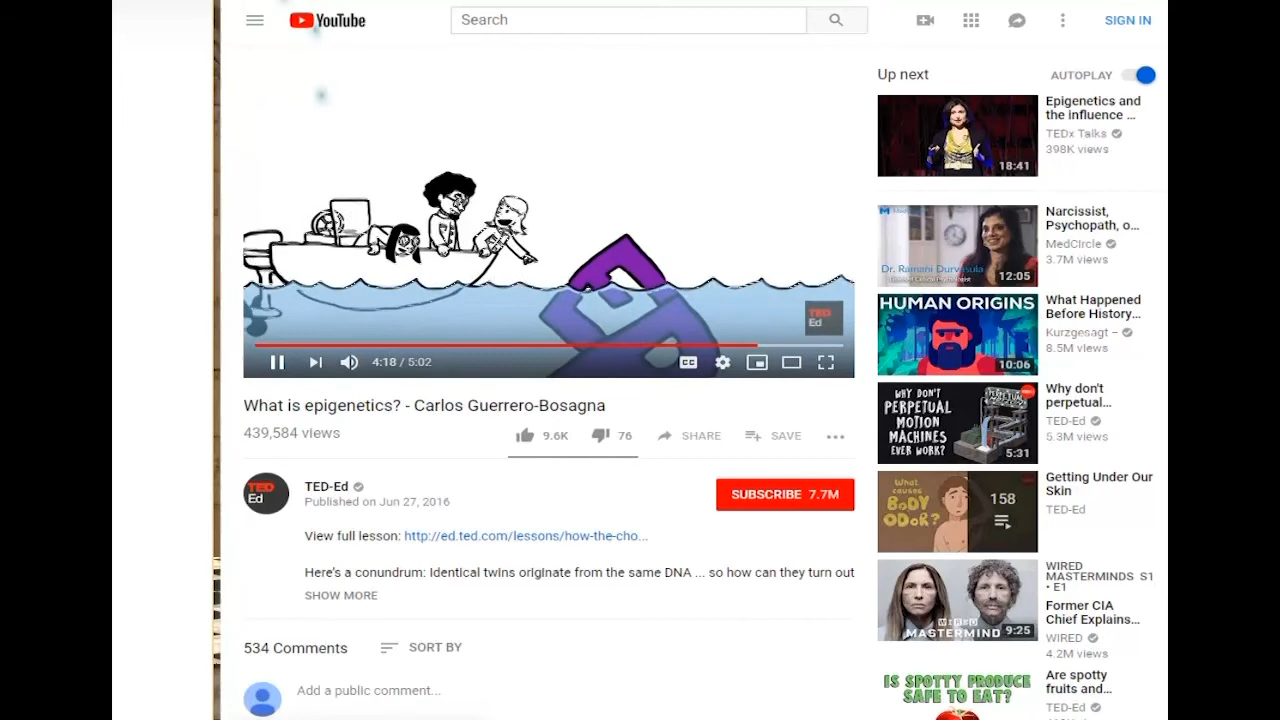 YouTube
Search
SIGN IN
Up next
AUTOPLAY
Epigenetics and
the influence ...
TEDx Talks
398K views
18:41
Narcissist,
Psychopath, o...
MedCircle
3.7M views
Dr. Ramani Durvasula
12:05
HUMAN ORIGINS
What Happened
Before History...
Kurzgesagt –
8.5M views
10:06
WHY DON'T
PERPETUAL
MOTION
MACHINES
EVER WORK?
5:31
Why don't
perpetual...
TED-Ed
5.3M views
What
causes
BODY
ODOR?
158
Getting Under Our
Skin
TED-Ed
WIRED
MASTERMIND
9:25
WIRED
MASTERMINDS S1
• E1
Former CIA
Chief Explains...
WIRED
4.2M views
IS SPOTTY PRODUCE
SAFE TO EAT?
Are spotty
fruits and...
TED-Ed
TED
Ed
4:18 / 5:02
CC
What is epigenetics? - Carlos Guerrero-Bosagna
439,584 views
9.6K
76
SHARE
SAVE
TED
Ed
TED-Ed
Published on Jun 27, 2016
SUBSCRIBE 7.7M
View full lesson: http://ed.ted.com/lessons/how-the-cho...
Here's a conundrum: Identical twins originate from the same DNA ... so how can they turn out
SHOW MORE
534 Comments
SORT BY
Add a public comment...